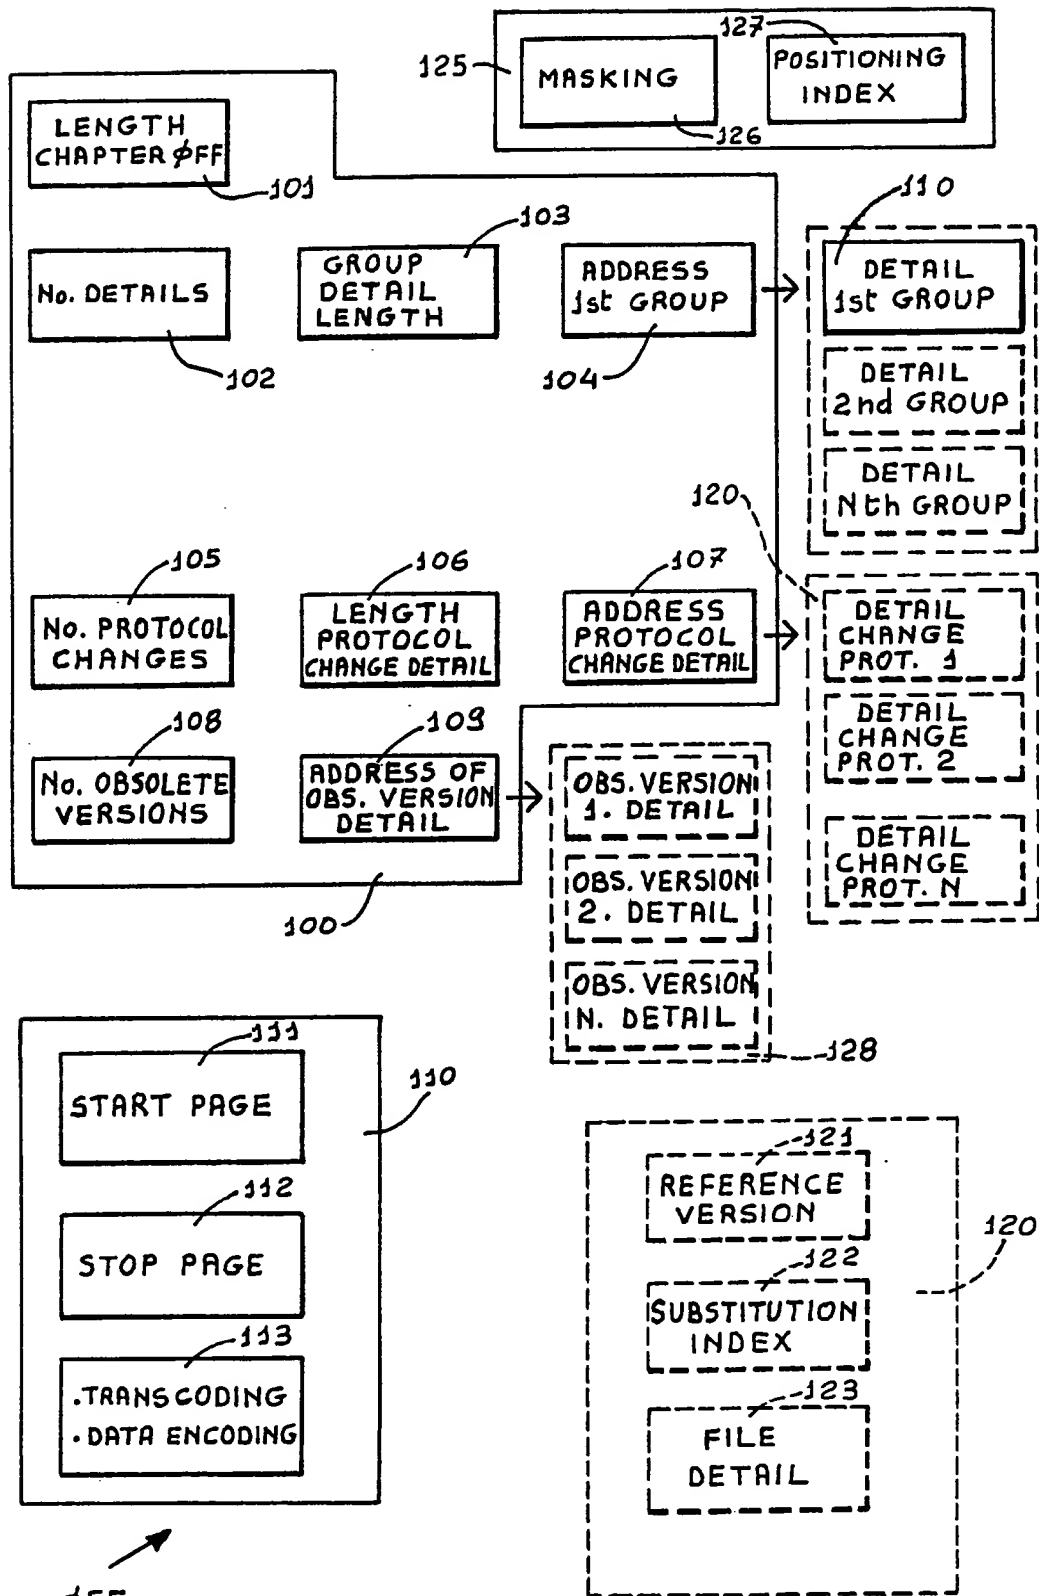 127
125
MASKING
POSITIONING
INDEX
126
LENGTH
CHAPTER ØFF
101
103
110
No. DETAILS
GROUP
DETAIL
LENGTH
ADDRESS
1st GROUP
DETAIL
1st GROUP
102
104
DETAIL
2nd GROUP
DETAIL
Nth GROUP
120
105
106
107
No. PROTOCOL
CHANGES
LENGTH
PROTOCOL
CHANGE DETAIL
ADDRESS
PROTOCOL
CHANGE DETAIL
DETAIL
CHANGE
PROT. 1
108
109
DETAIL
CHANGE
PROT. 2
No. OBSOLETE
VERSIONS
ADDRESS OF
OBS. VERSION
DETAIL
OBS. VERSION
1. DETAIL
DETAIL
CHANGE
PROT. N
OBS. VERSION
2. DETAIL
100
OBS. VERSION
N. DETAIL
128
111
START PAGE
110
112
STOP PAGE
113
.TRANSCODING
.DATA ENCODING
121
REFERENCE
VERSION
120
122
SUBSTITUTION
INDEX
123
FILE
DETAIL